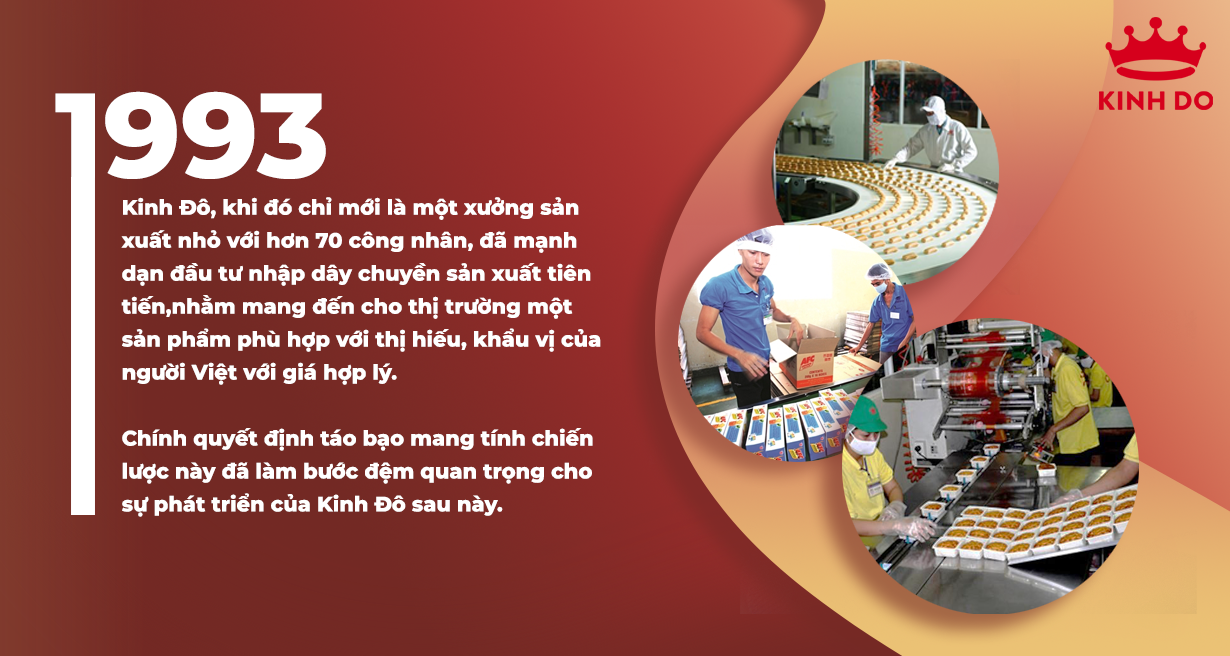 KINH DO
1993
Kinh Đô, khi đó chỉ mới là một xưởng sản
xuất nhỏ với hơn 70 công nhân, đã mạnh
dạn đầu tư nhập dây chuyền sản xuất tiên
tiến,nhằm mang đến cho thị trường một
sản phẩm phù hợp với thị hiếu, khẩu vị của
người Việt với giá hợp lý.
Chính quyết định táo bạo mang tính chiến
lược này đã làm bước đệm quan trọng cho
sự phát triển của Kinh Đô sau này.
AFC